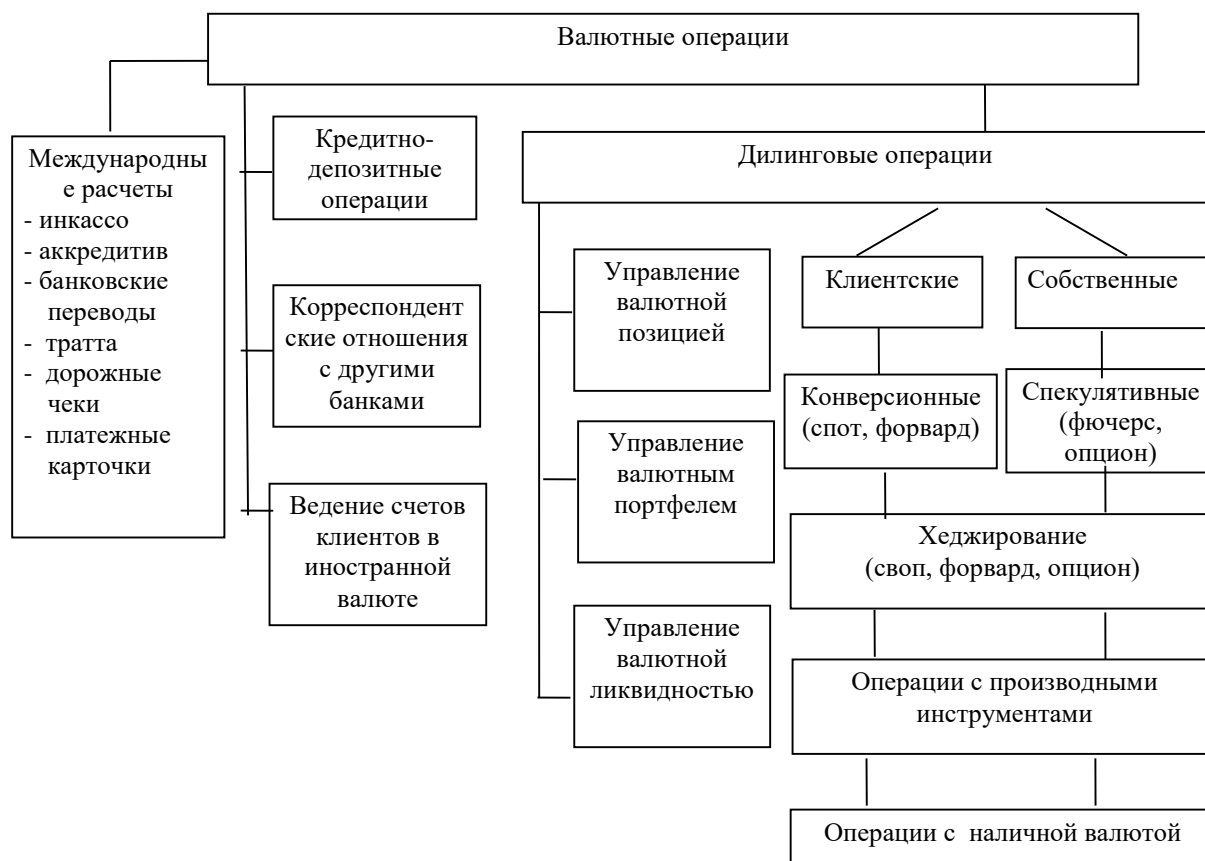 Валютные операции
Международны
е расчеты
- инкассо
- аккредитив
- банковские
переводы
- тратта
- дорожные
чеки
- платежные
карточки
Кредитно-
депозитные
операции
Корреспондент
ские отношения
с другими
банками
Ведение счетов
клиентов в
иностранной
валюте
Дилинговые операции
Управление
валютной
позицией
Управление
валютным
портфелем
Управление
валютной
ликвидностью
Клиентские
Собственные
Конверсионные
(спот, форвард)
Спекулятивные
(фючерс,
опцион)
Хеджирование
(своп, форвард, опцион)
Операции с производными
инструментами
Операции с наличной валютой